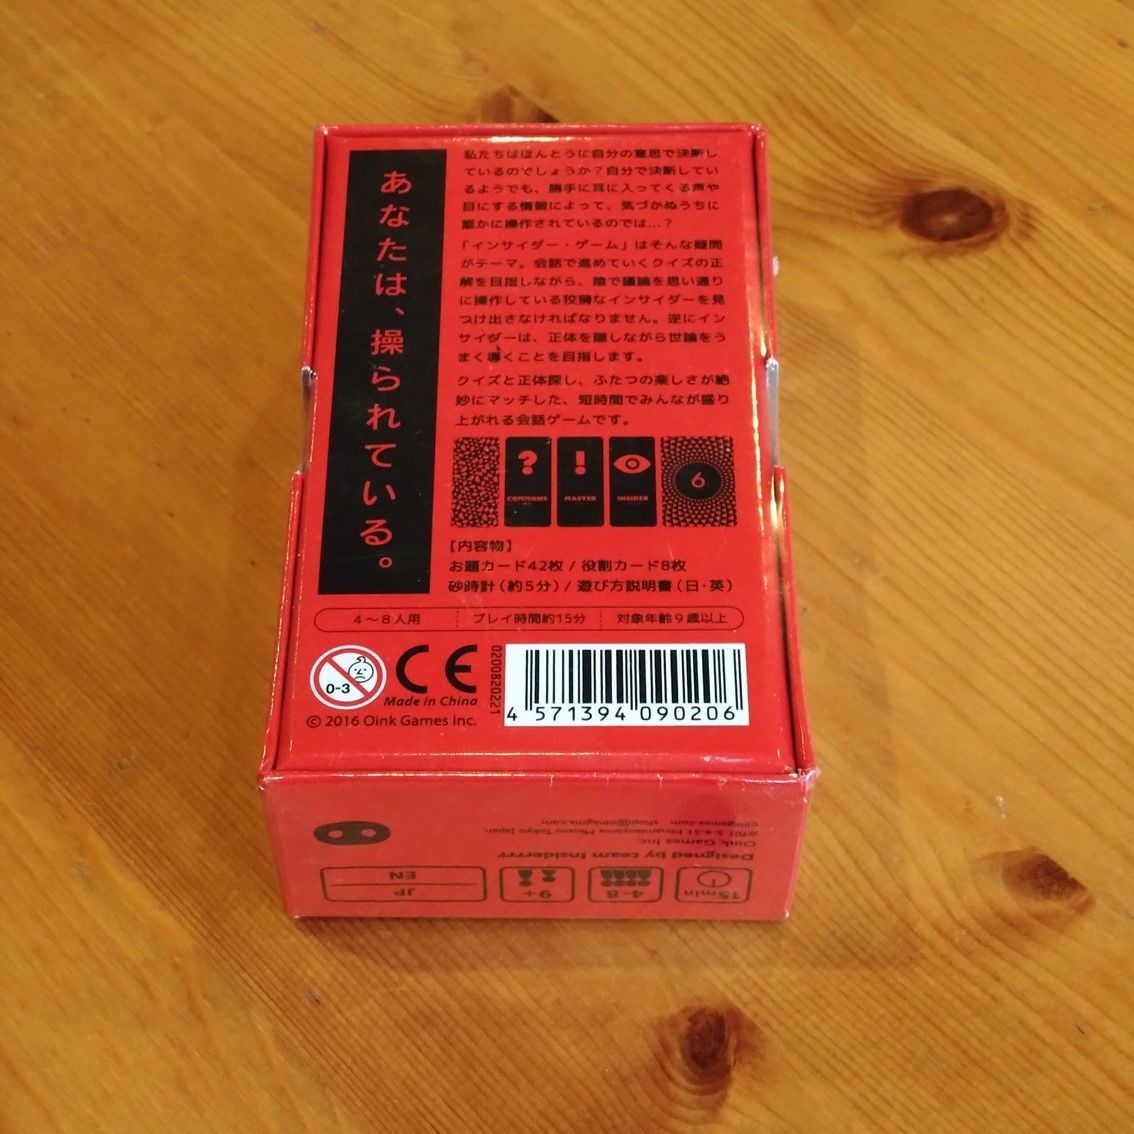 あなたは、操られている。
私たちはほんとうに自分の意思で決断し
ているのでしょうか？自分で決断してい
るようでも、勝手に耳に入ってくる声や
目にする情報によって、気づかぬうちに
誰かに操作されているのでは…？
「インサイダー・ゲーム」はそんな疑問
がテーマ。会話で進めていくクイズの正
解を目指しながら、陰で議論を思い通り
に操作している狡猾なインサイダーを見
つけ出さなければなりません。逆にイン
サイダーは、正体を隠しながら世論をう
まく導くことを目指します。
クイズと正体探し、ふたつの楽しさが絶
妙にマッチした、短時間でみんなが盛り
上がれる会話ゲームです。
? ! 6
COMMONS MASTER INSIDER
【内容物】
お題カード42枚 / 役割カード8枚
砂時計（約5分）/ 遊び方説明書（日・英）
4〜8人用 プレイ時間約15分 対象年齢9歳以上
0-3 CE
Made in China
© 2016 Oink Games Inc.
0200820221
4 571394 090206
15min 4-8 9+ JP EN
Designed by team Insiderrrr
Oink Games Inc.
#701 5-4-51 Minamiaoyama Minato Tokyo Japan
oinkgames.com shop@oinkgms.com